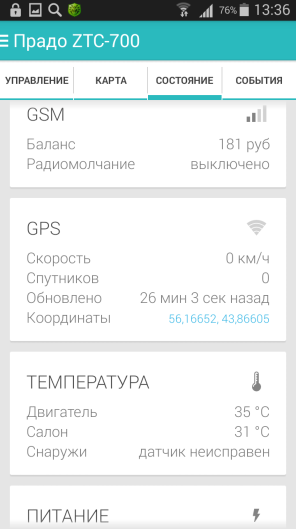 76% 13:36
Прадо ZTC-700
УПРАВЛЕНИЕ КАРТА СОСТОЯНИЕ СОБЫТИЯ
GSM
Баланс 181 руб
Радиомолчание выключено
GPS
Скорость 0 км/ч
Спутников 0
Обновлено 26 мин 3 сек назад
Координаты 56,16652, 43,86605
ТЕМПЕРАТУРА
Двигатель 35 °C
Салон 31 °C
Снаружи датчик неисправен
ПИТАНИЕ